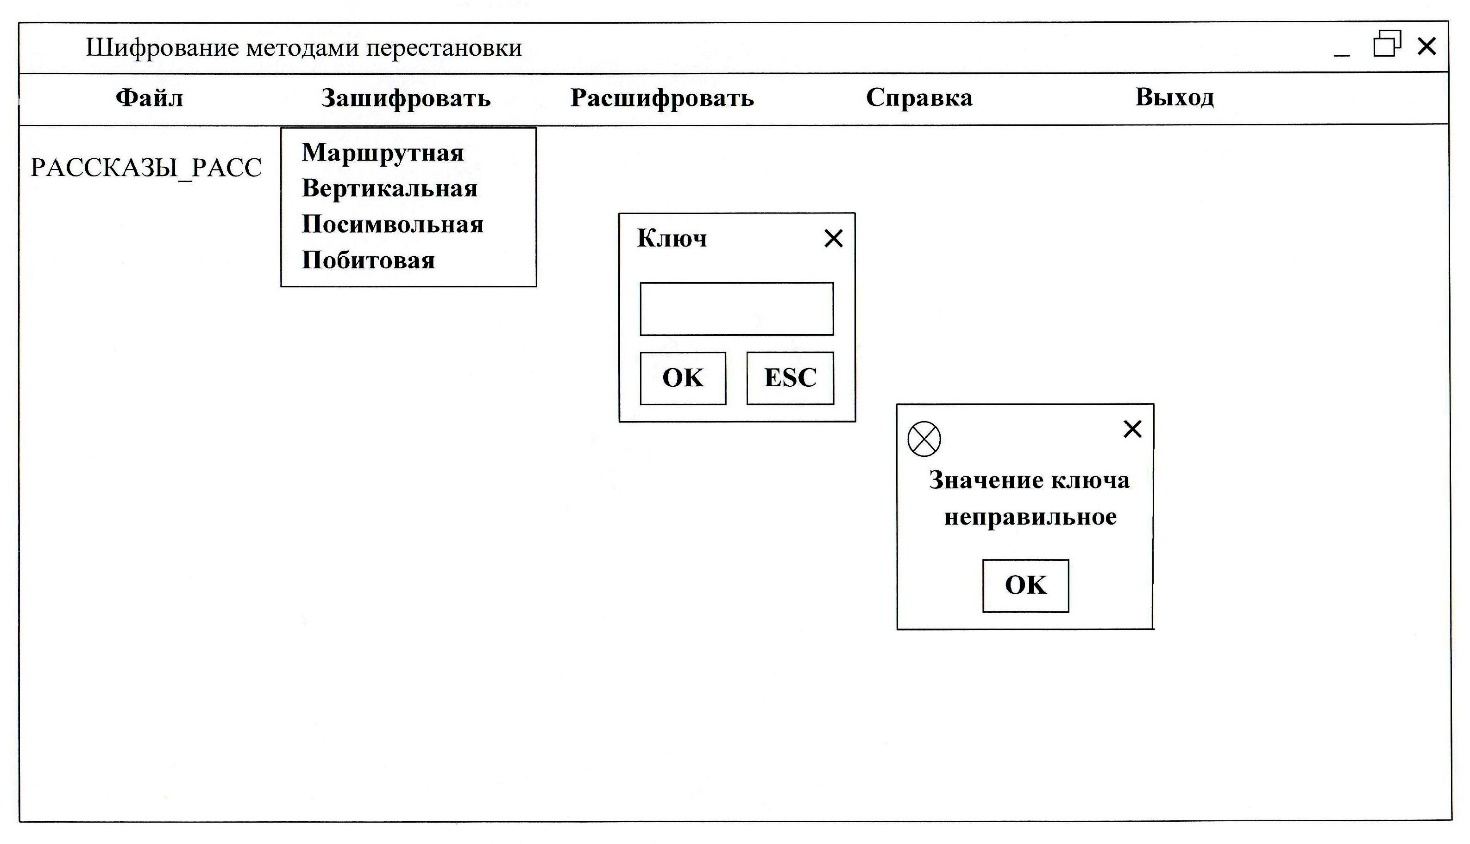 Шифрование методами перестановки
Файл Зашифровать Расшифровать Справка Выход
РАССКАЗЫ_РАСС
Маршрутная
Вертикальная
Посимвольная
Побитовая
Ключ
OK ESC
Значение ключа
неправильное
OK